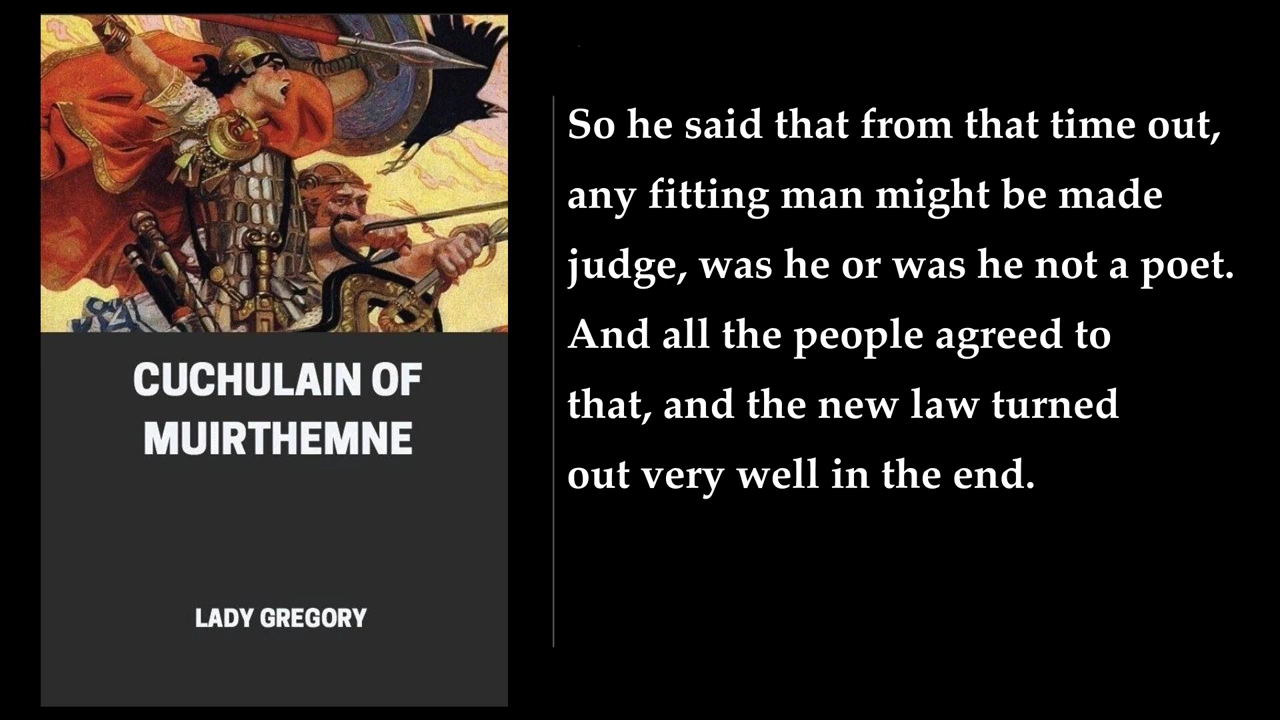 CUCHULAIN OF
MUIRTHEMNE
LADY GREGORY
So he said that from that time out,
any fitting man might be made
judge, was he or was he not a poet.
And all the people agreed to
that, and the new law turned
out very well in the end.